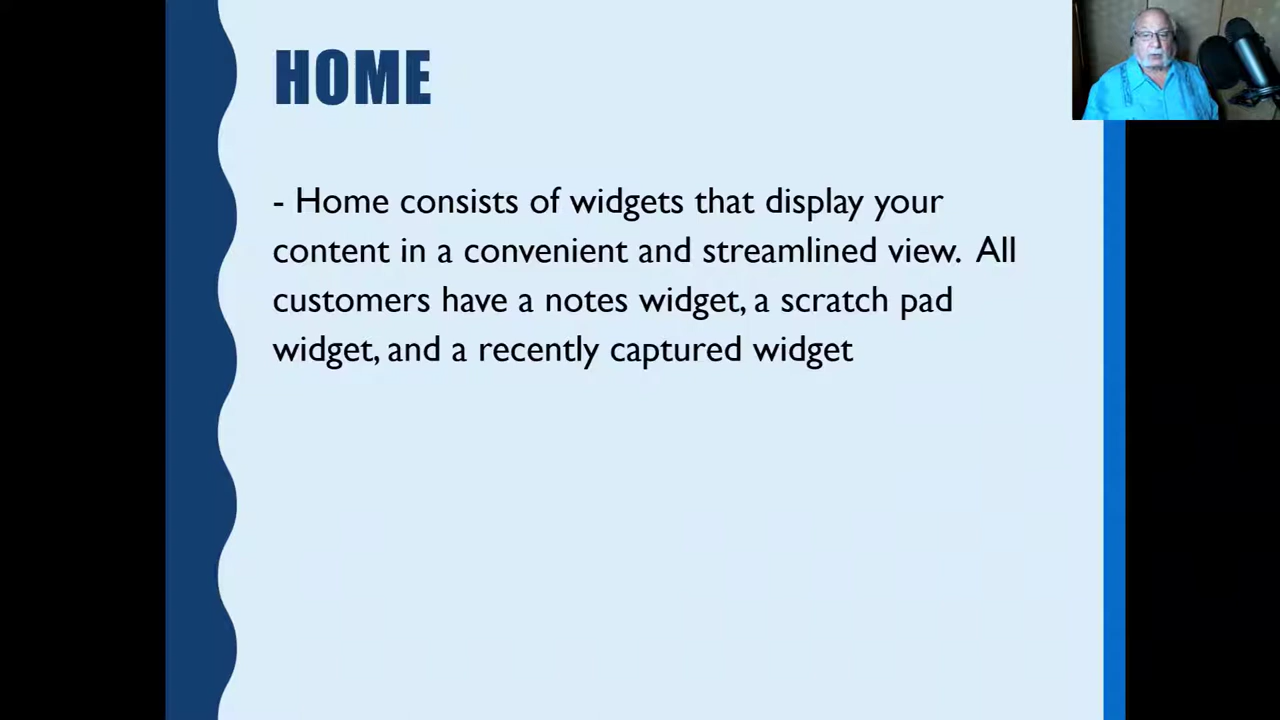 HOME
- Home consists of widgets that display your
content in a convenient and streamlined view.  All
customers have a notes widget, a scratch pad
widget, and a recently captured widget